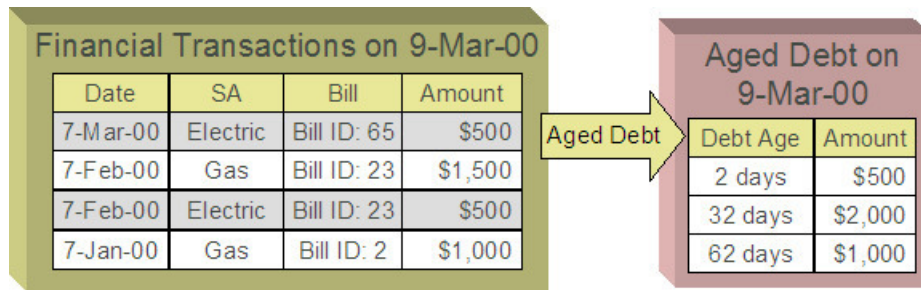 Financial Transactions on 9-Mar-00
Date SA Bill Amount
7-Mar-00 Electric Bill ID: 65 $500
7-Feb-00 Gas Bill ID: 23 $1,500
7-Feb-00 Electric Bill ID: 23 $500
7-Jan-00 Gas Bill ID: 2 $1,000
Aged Debt
Aged Debt on
9-Mar-00
Debt Age Amount
2 days $500
32 days $2,000
62 days $1,000